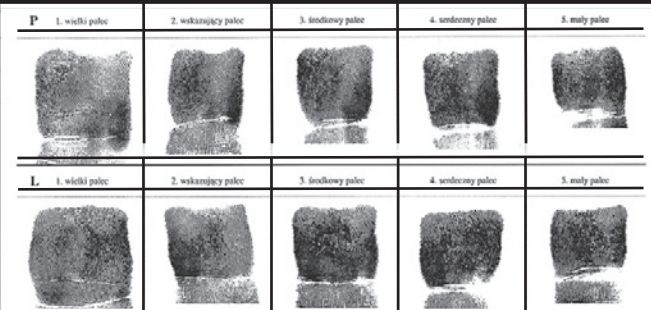 P 1. wielki palec 2. wskazujący palec 3. środkowy palec 4. serdeczny palec 5. mały palec
L 1. wielki palec 2. wskazujący palec 3. środkowy palec 4. serdeczny palec 5. mały palec